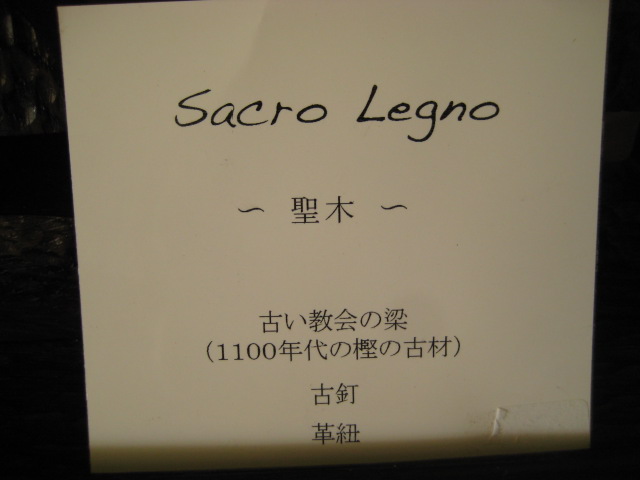 Sacro Legno
～ 聖木 ～
古い教会の梁
（1100年代の樫の古材）
古釘
革紐